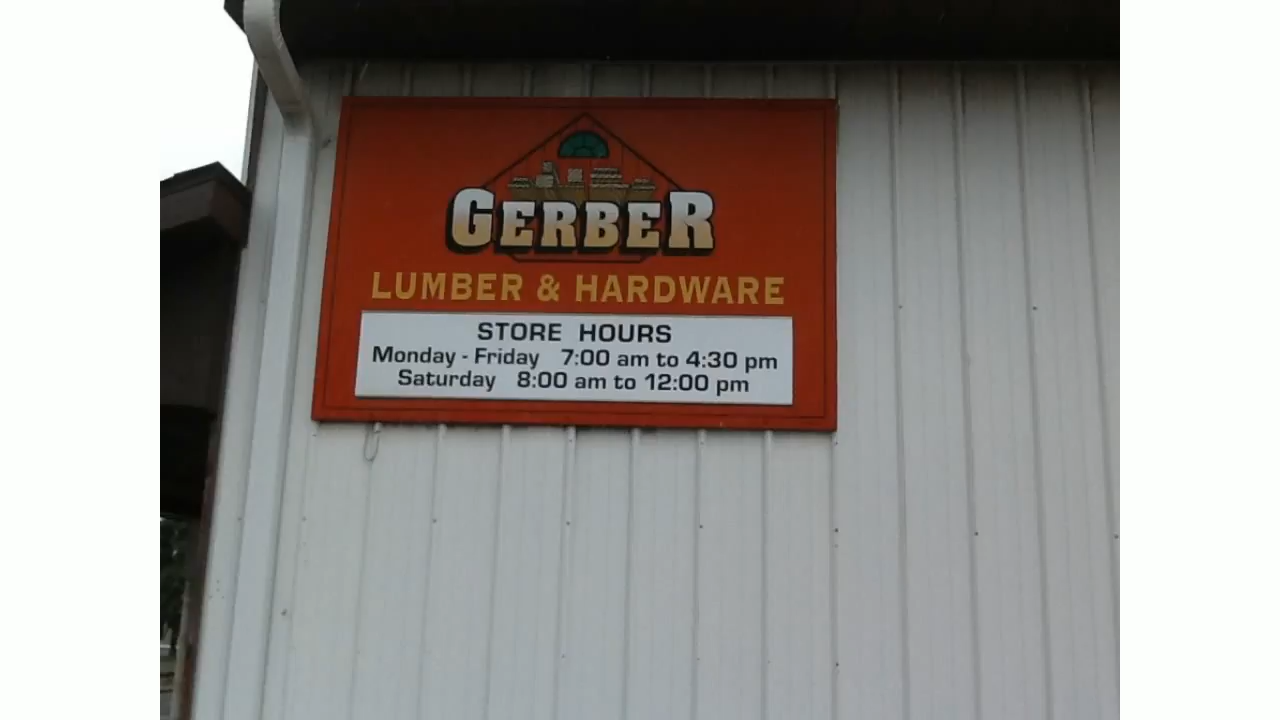 GERBER
LUMBER & HARDWARE
STORE HOURS
Monday - Friday 7:00 am to 4:30 pm
Saturday 8:00 am to 12:00 pm